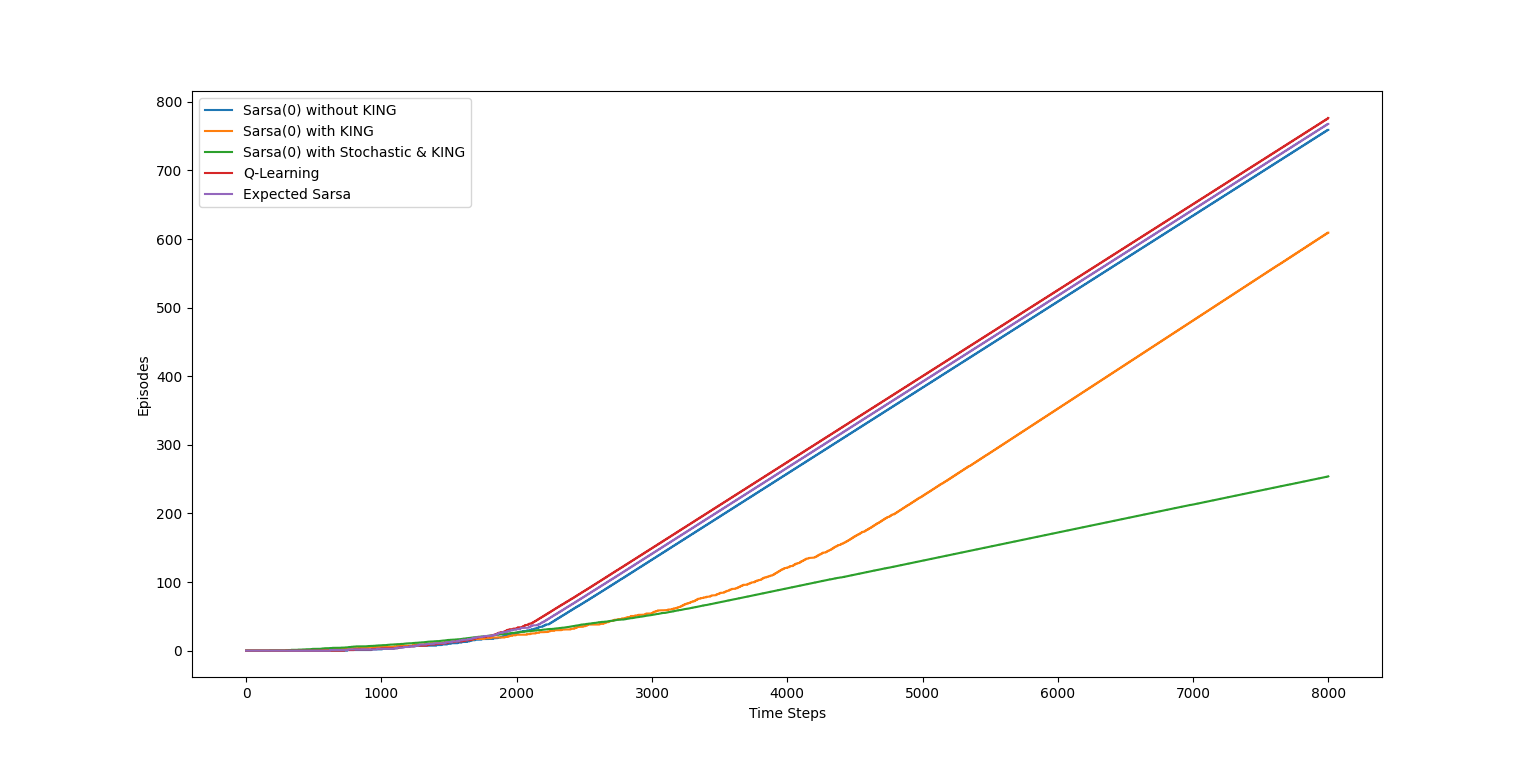 Sarsa(0) without KING
Sarsa(0) with KING
Sarsa(0) with Stochastic & KING
Q-Learning
Expected Sarsa
800
700
600
500
400
300
200
100
0
Episodes
0 1000 2000 3000 4000 5000 6000 7000 8000
Time Steps